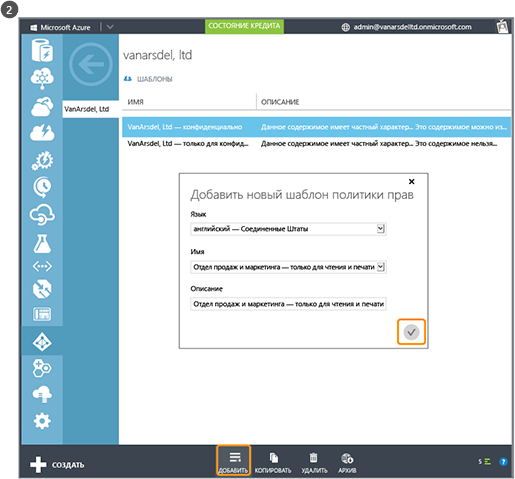 2
Microsoft Azure
СОСТОЯНИЕ КРЕДИТА
admin@vanarsdelltd.onmicrosoft.com
vanarsdel, ltd
ШАБЛОНЫ
VanArsdel, Ltd
ИМЯ ОПИСАНИЕ
VanArsdel, Ltd — конфиденциально Данное содержимое имеет частный характер... Это содержимое можно из...
VanArsdel, Ltd — только для конфид... Данное содержимое имеет частный характер... Это содержимое нельзя...
Добавить новый шаблон политики прав
Язык
английский — Соединенные Штаты
Имя
Отдел продаж и маркетинга — только для чтения и печати
Описание
Отдел продаж и маркетинга — только для чтения и печати
СОЗДАТЬ
ДОБАВИТЬ
КОПИРОВАТЬ
УДАЛИТЬ
АРХИВ
5
?